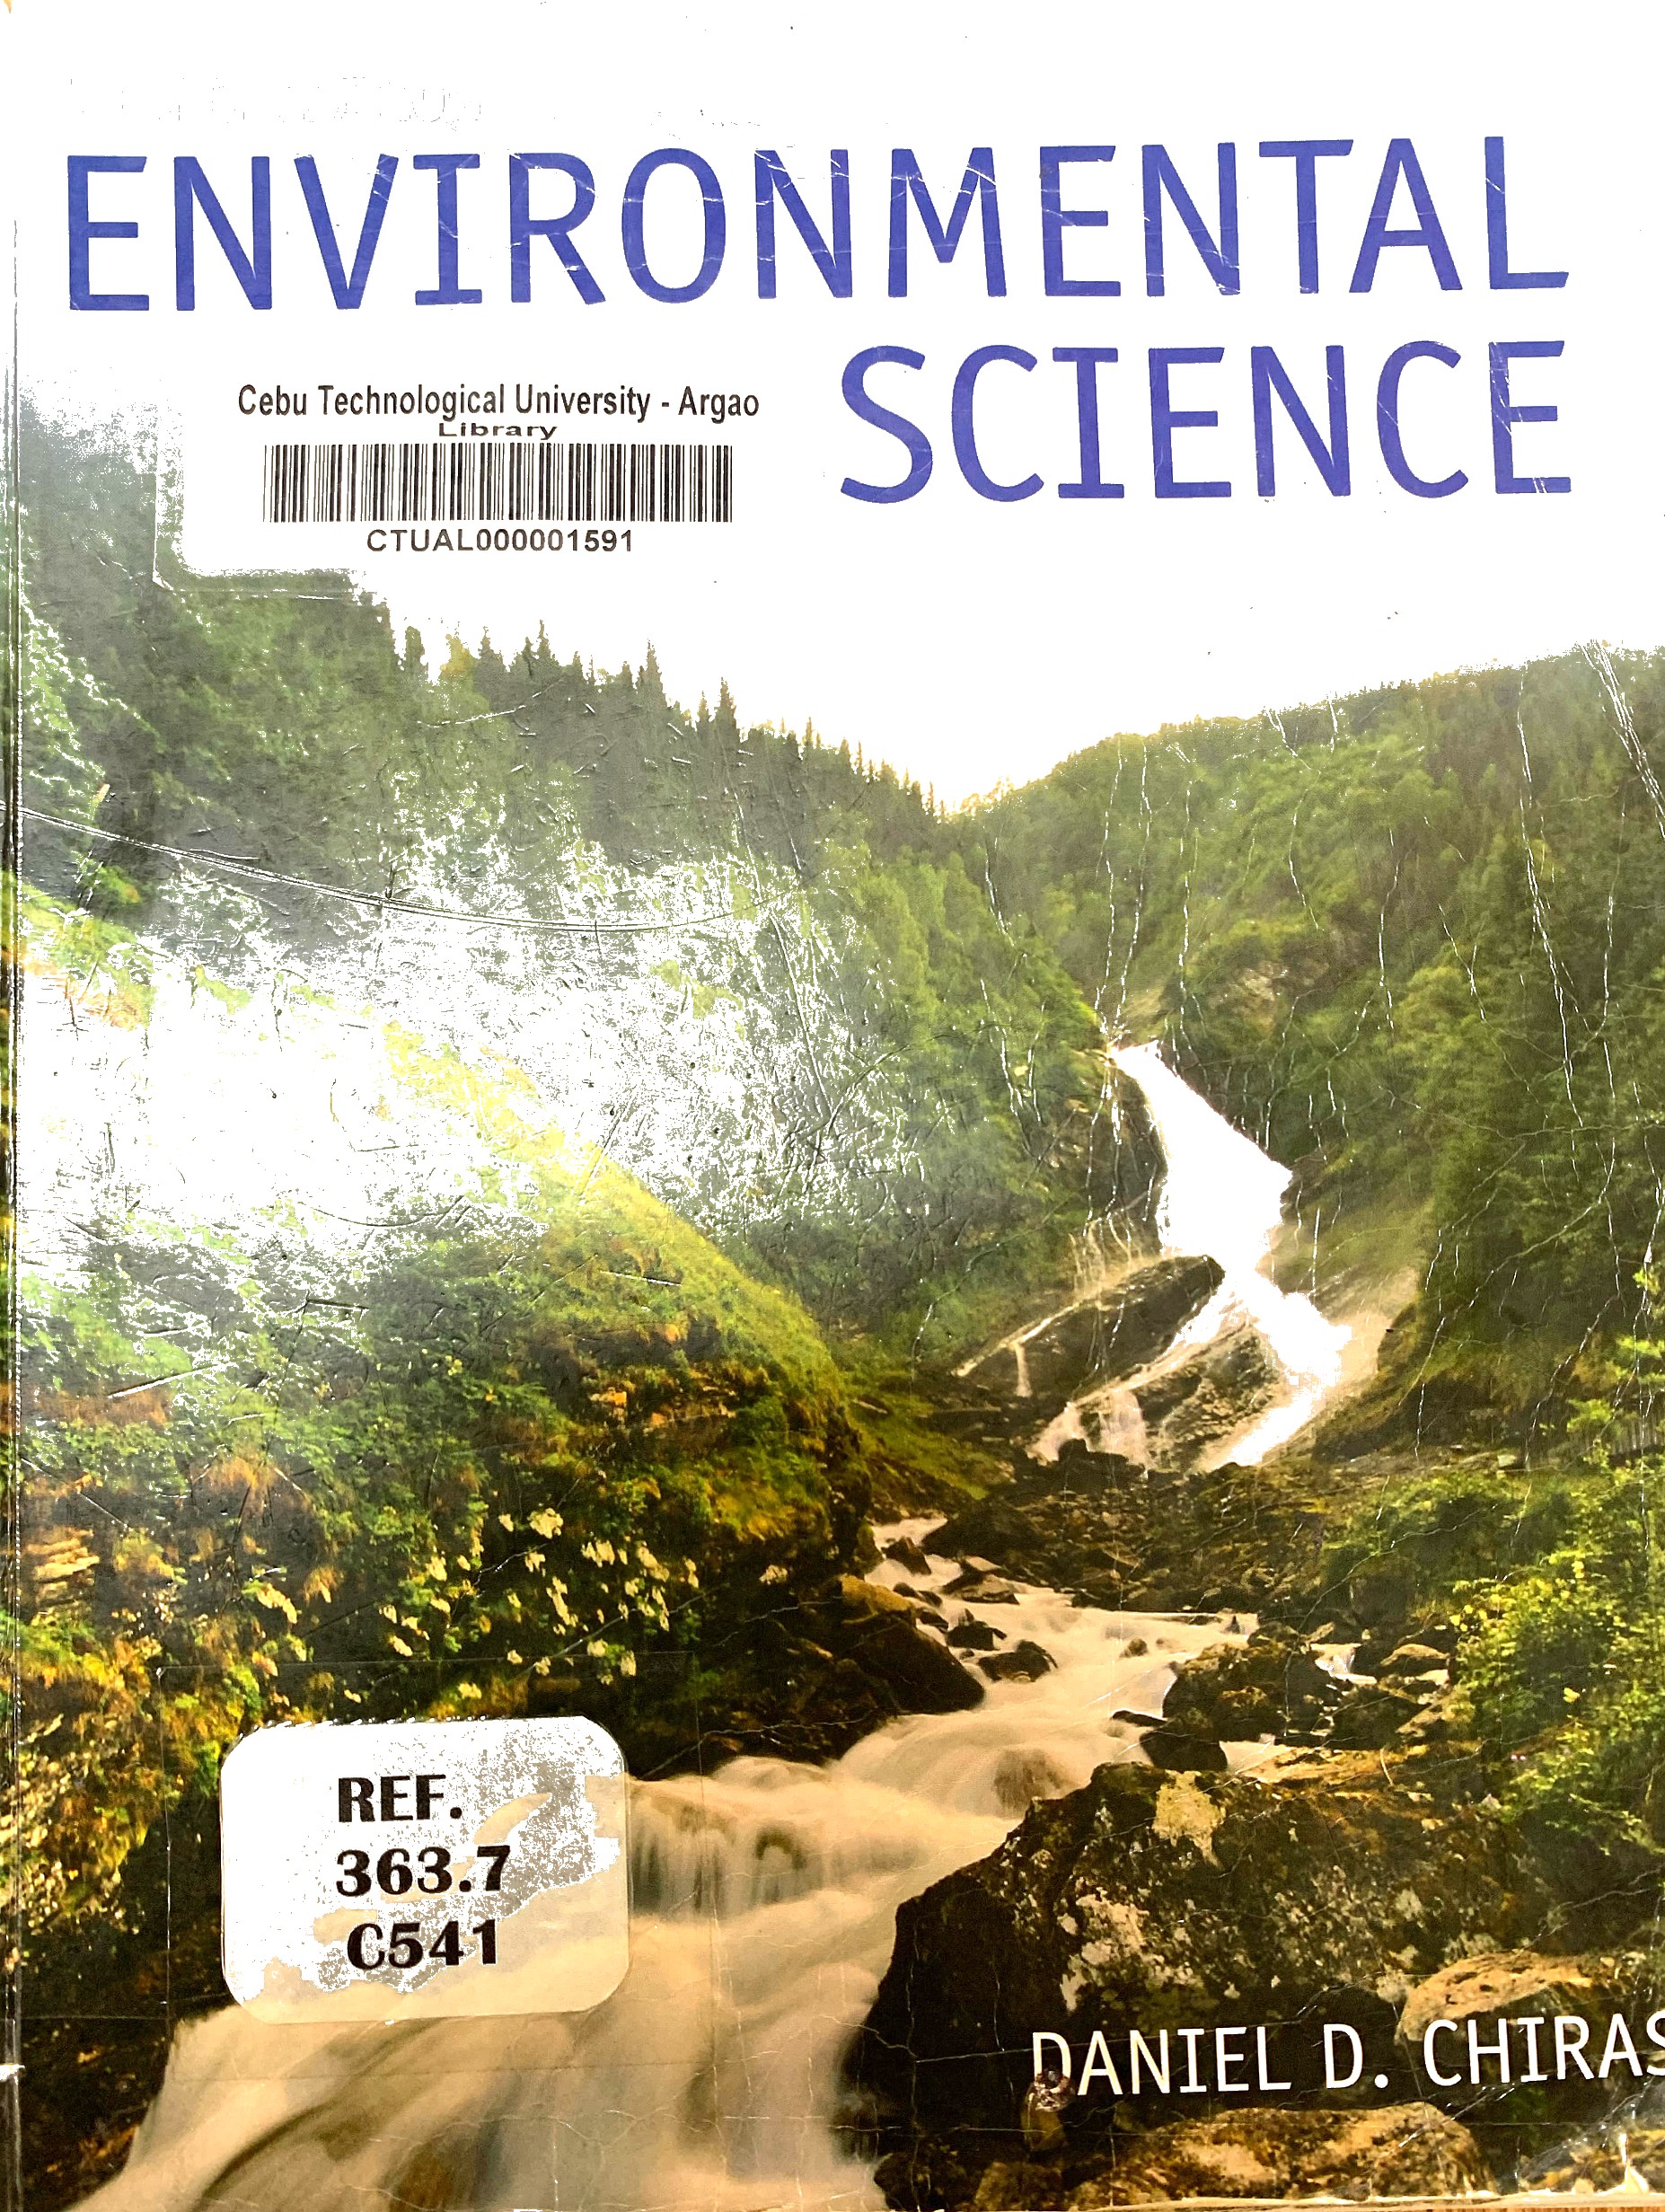 ENVIRONMENTAL
SCIENCE
Cebu Technological University - Argao
Library
CTUAL000001591
REF.
363.7
C541
DANIEL D. CHIRAS